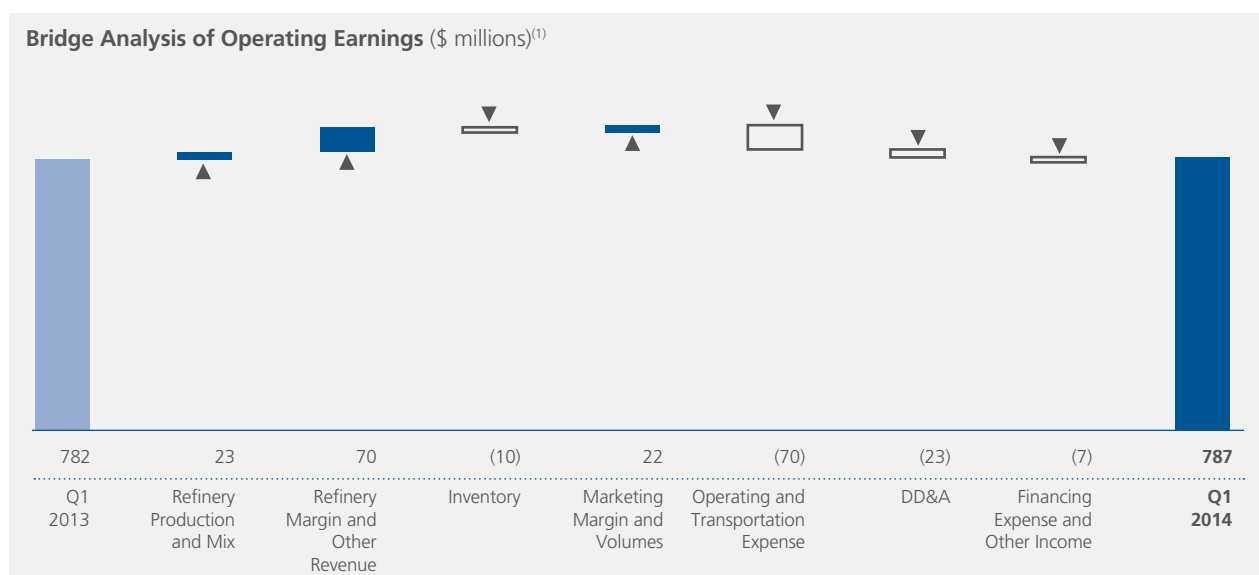 Bridge Analysis of Operating Earnings ($ millions)(1)
782 23 70 (10) 22 (70) (23) (7) 787
Q1 2013
Refinery
Production
and Mix
Refinery
Margin and
Other
Revenue
Inventory
Marketing
Margin and
Volumes
Operating and
Transportation
Expense
DD&A
Financing
Expense and
Other Income
Q1
2014